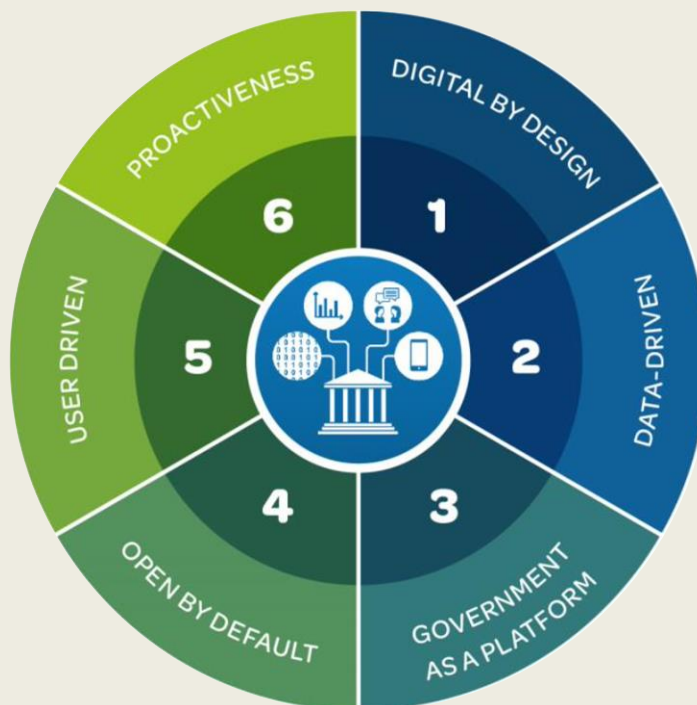 1
DIGITAL BY DESIGN
2
DATA-DRIVEN
3
GOVERNMENT
AS A PLATFORM
4
OPEN BY DEFAULT
5
USER DRIVEN
6
PROACTIVENESS